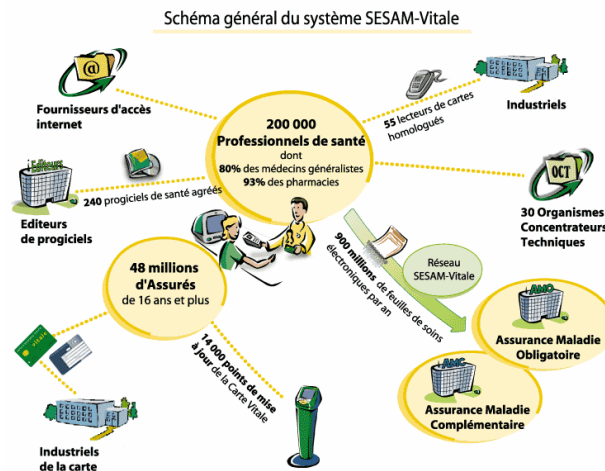 Schéma général du système SESAM-Vitale
@
Fournisseurs d'accès
internet
200 000
Professionnels de santé
dont
80% des médecins généralistes
93% des pharmacies
55 lecteurs de cartes
homologués
Industriels
Editeurs
240 progiciels de santé agréés
Editeurs
de progiciels
OCT
30 Organismes
Concentrateurs
Techniques
48 millions
d'Assurés
de 16 ans et plus
900 millions de feuilles de soins
électroniques par an
Réseau
SESAM-Vitale
AMO
Assurance Maladie
Obligatoire
AMC
Assurance Maladie
Complémentaire
vitale
14 000 points de mise
à jour de la Carte Vitale
Industriels
de la carte